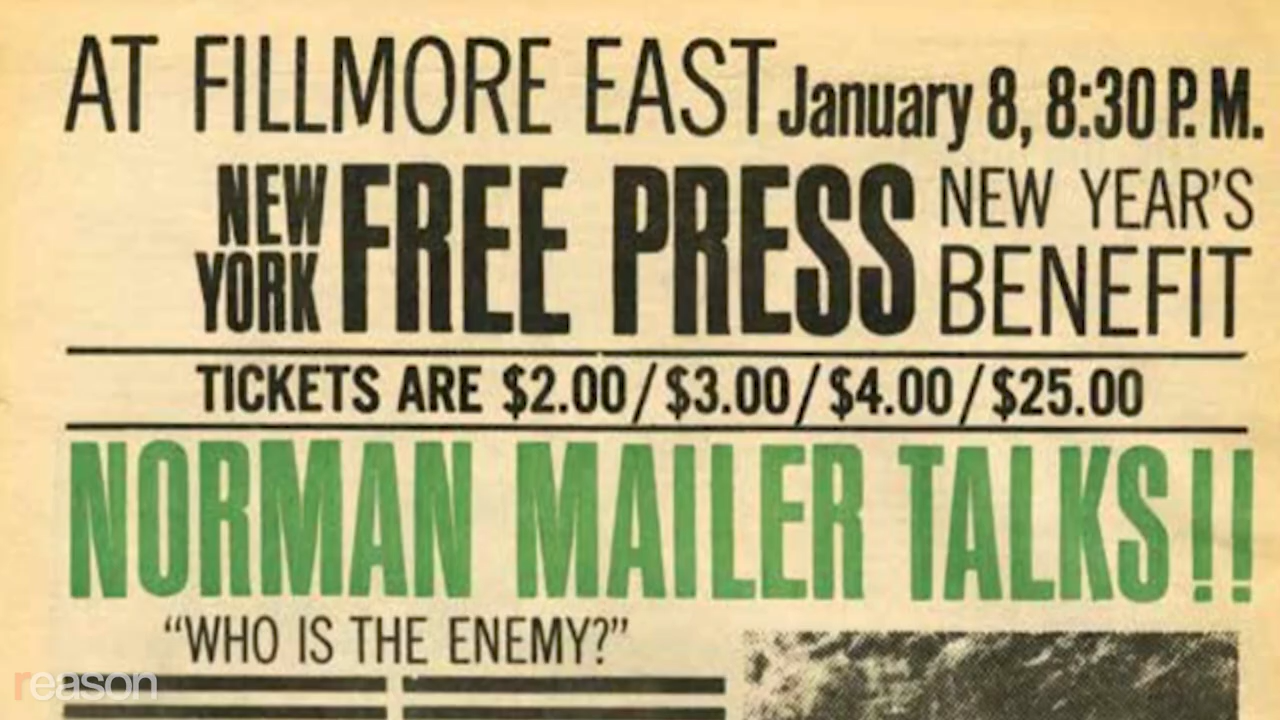 AT FILLMORE EAST January 8, 8:30 P.M.
NEW YORK FREE PRESS NEW YEAR'S BENEFIT
TICKETS ARE $2.00/$3.00/$4.00/$25.00
NORMAN MAILER TALKS!!
“WHO IS THE ENEMY?”
reason